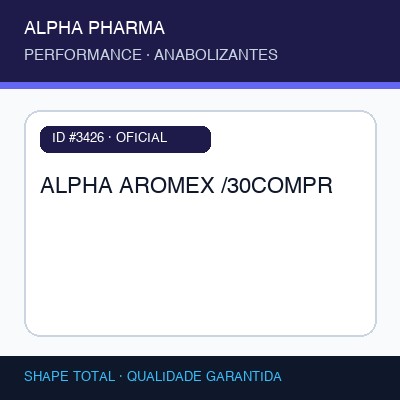 ALPHA PHARMA
PERFORMANCE · ANABOLIZANTES
ID #3426 · OFICIAL
ALPHA AROMEX /30COMPR
SHAPE TOTAL · QUALIDADE GARANTIDA